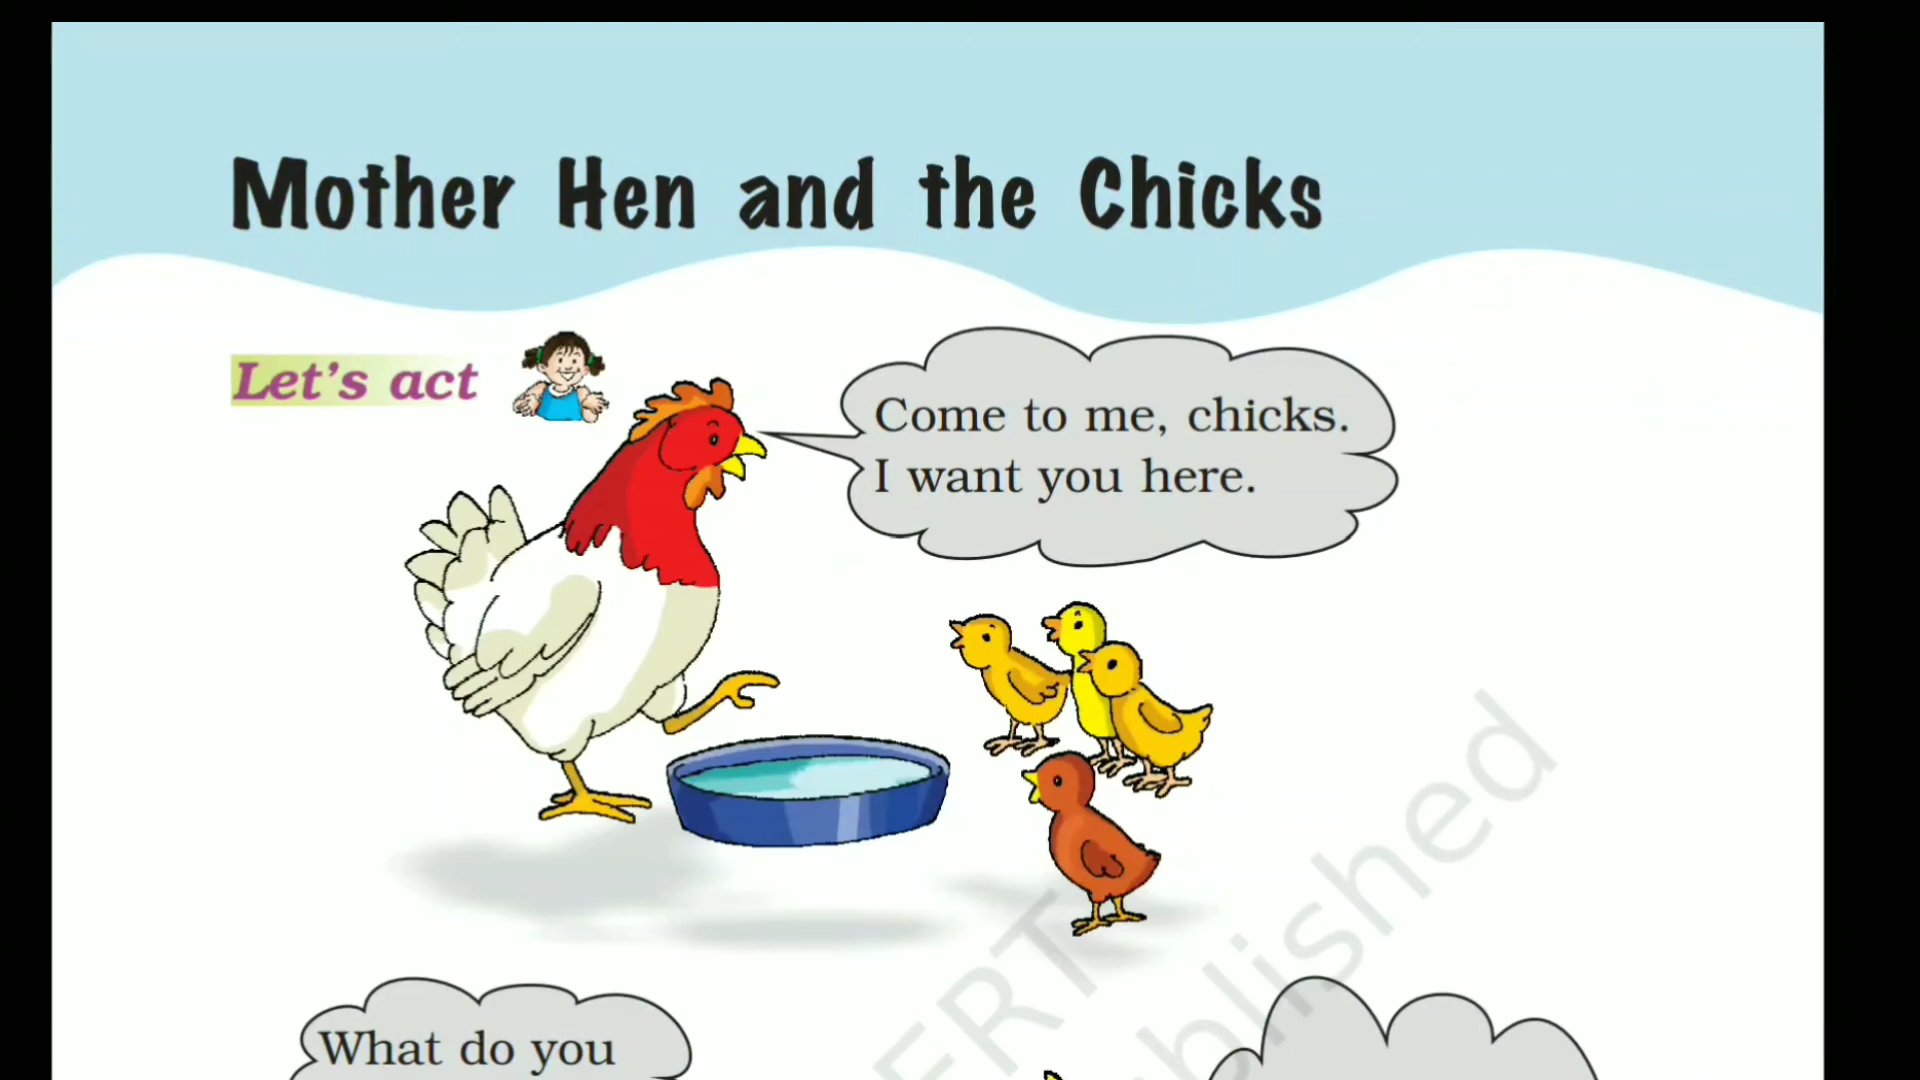 Mother Hen and the Chicks
Let's act
Come to me, chicks.
I want you here.
What do you